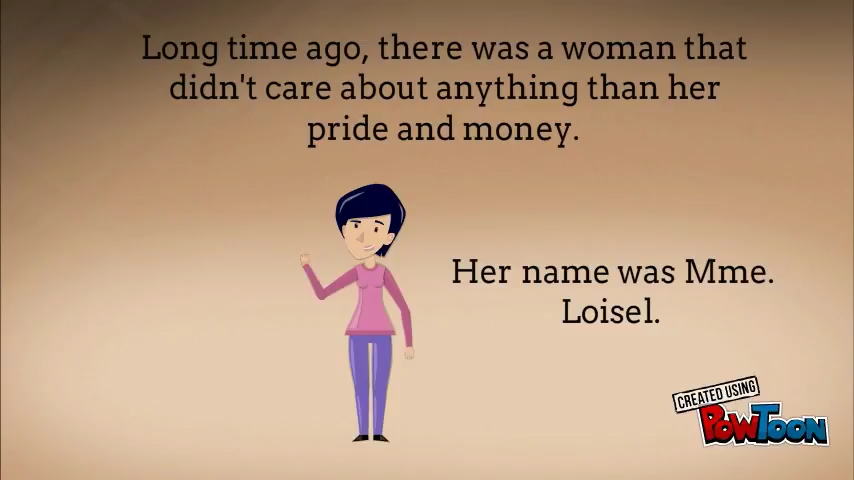 Long time ago, there was a woman that
didn't care about anything than her
pride and money.
Her name was Mme.
Loisel.
CREATED USING
POWTOON